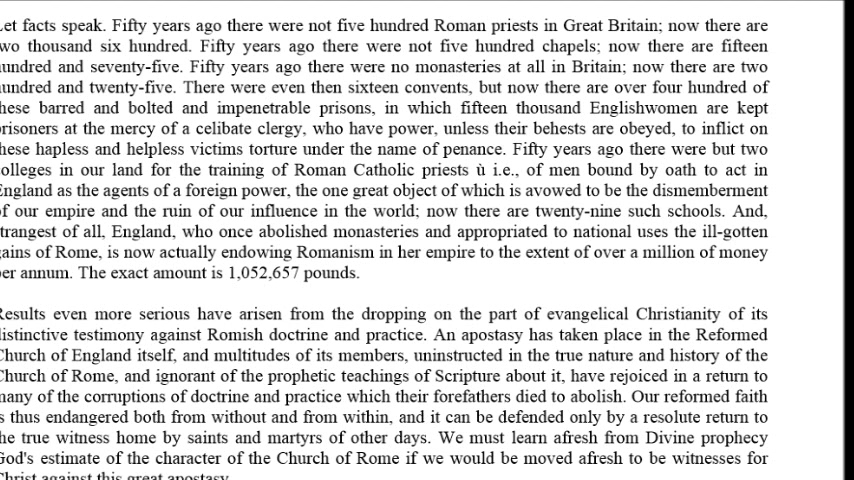 et facts speak. Fifty years ago there were not five hundred Roman priests in Great Britain; now there are
wo thousand six hundred. Fifty years ago there were not five hundred chapels; now there are fifteen
undred and seventy-five. Fifty years ago there were no monasteries at all in Britain; now there are two
undred and twenty-five. There were even then sixteen convents, but now there are over four hundred of
hese barred and bolted and impenetrable prisons, in which fifteen thousand Englishwomen are kept
risoners at the mercy of a celibate clergy, who have power, unless their behests are obeyed, to inflict on
hese hapless and helpless victims torture under the name of penance. Fifty years ago there were but two
olleges in our land for the training of Roman Catholic priests ù i.e., of men bound by oath to act in
England as the agents of a foreign power, the one great object of which is avowed to be the dismemberment
of our empire and the ruin of our influence in the world; now there are twenty-nine such schools. And,
trangest of all, England, who once abolished monasteries and appropriated to national uses the ill-gotten
ains of Rome, is now actually endowing Romanism in her empire to the extent of over a million of money
er annum. The exact amount is 1,052,657 pounds.
Results even more serious have arisen from the dropping on the part of evangelical Christianity of its
distinctive testimony against Romish doctrine and practice. An apostasy has taken place in the Reformed
Church of England itself, and multitudes of its members, uninstructed in the true nature and history of the
Church of Rome, and ignorant of the prophetic teachings of Scripture about it, have rejoiced in a return to
many of the corruptions of doctrine and practice which their forefathers died to abolish. Our reformed faith
s thus endangered both from without and from within, and it can be defended only by a resolute return to
he true witness home by saints and martyrs of other days. We must learn afresh from Divine prophecy
God's estimate of the character of the Church of Rome if we would be moved afresh to be witnesses for
Christ against this great apostasy.